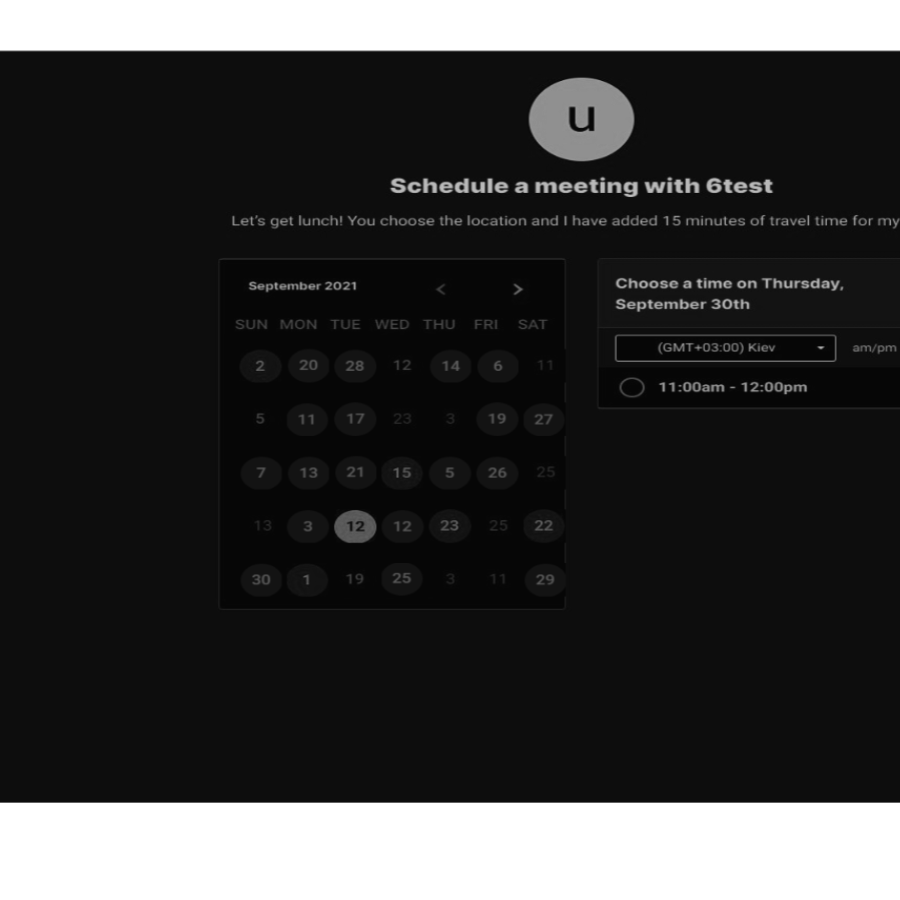 u
Schedule a meeting with 6test
Let's get lunch! You choose the location and I have added 15 minutes of travel time for my
September 2021 < >
SUN MON TUE WED THU FRI SAT
2 20 28 12 14 6 11
5 11 17 23 3 19 27
7 13 21 15 5 26 25
13 3 12 12 23 25 22
30 1 19 25 3 11 29
Choose a time on Thursday,
September 30th
(GMT+03:00) Kiev am/pm
11:00am - 12:00pm